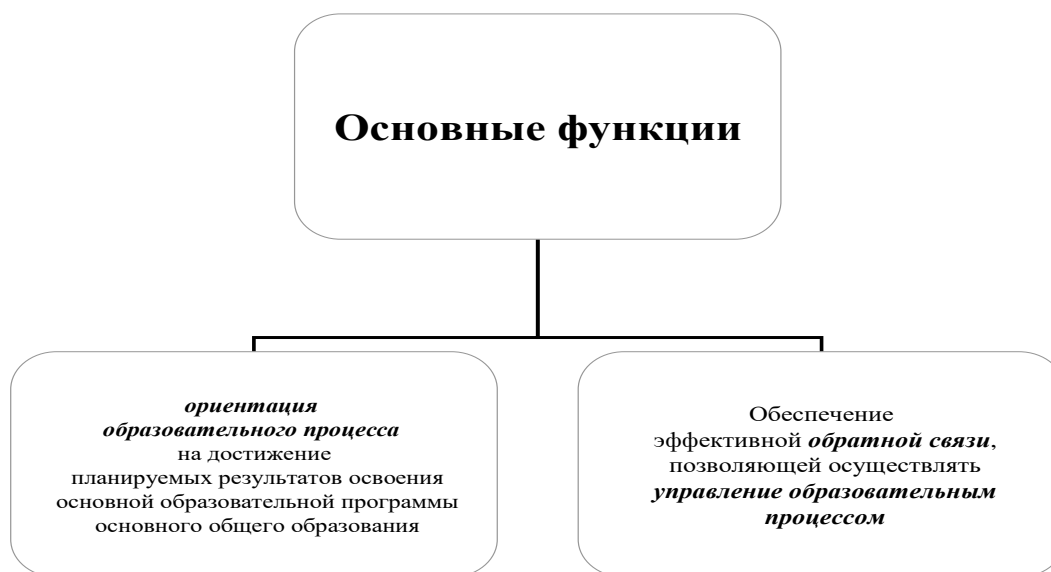 Основные функции
ориентация
образовательного процесса
на достижение
планируемых результатов освоения
основной образовательной программы
основного общего образования
Обеспечение
эффективной обратной связи,
позволяющей осуществлять
управление образовательным
процессом